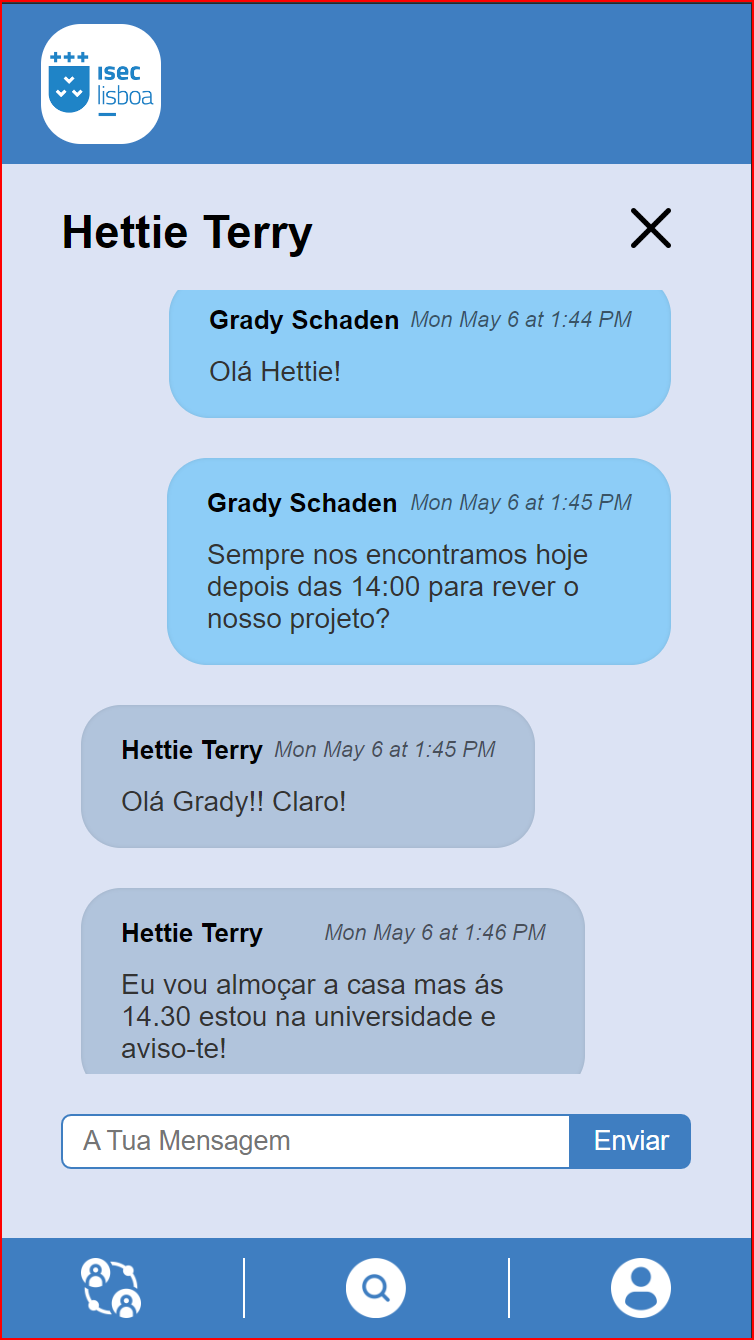 +++
ısec
lisboa
Hettie Terry
Grady Schaden Mon May 6 at 1:44 PM
Olá Hettie!
Grady Schaden Mon May 6 at 1:45 PM
Sempre nos encontramos hoje
depois das 14:00 para rever o
nosso projeto?
Hettie Terry Mon May 6 at 1:45 PM
Olá Grady!! Claro!
Hettie Terry Mon May 6 at 1:46 PM
Eu vou almoçar a casa mas ás
14.30 estou na universidade e
aviso-te!
A Tua Mensagem Enviar